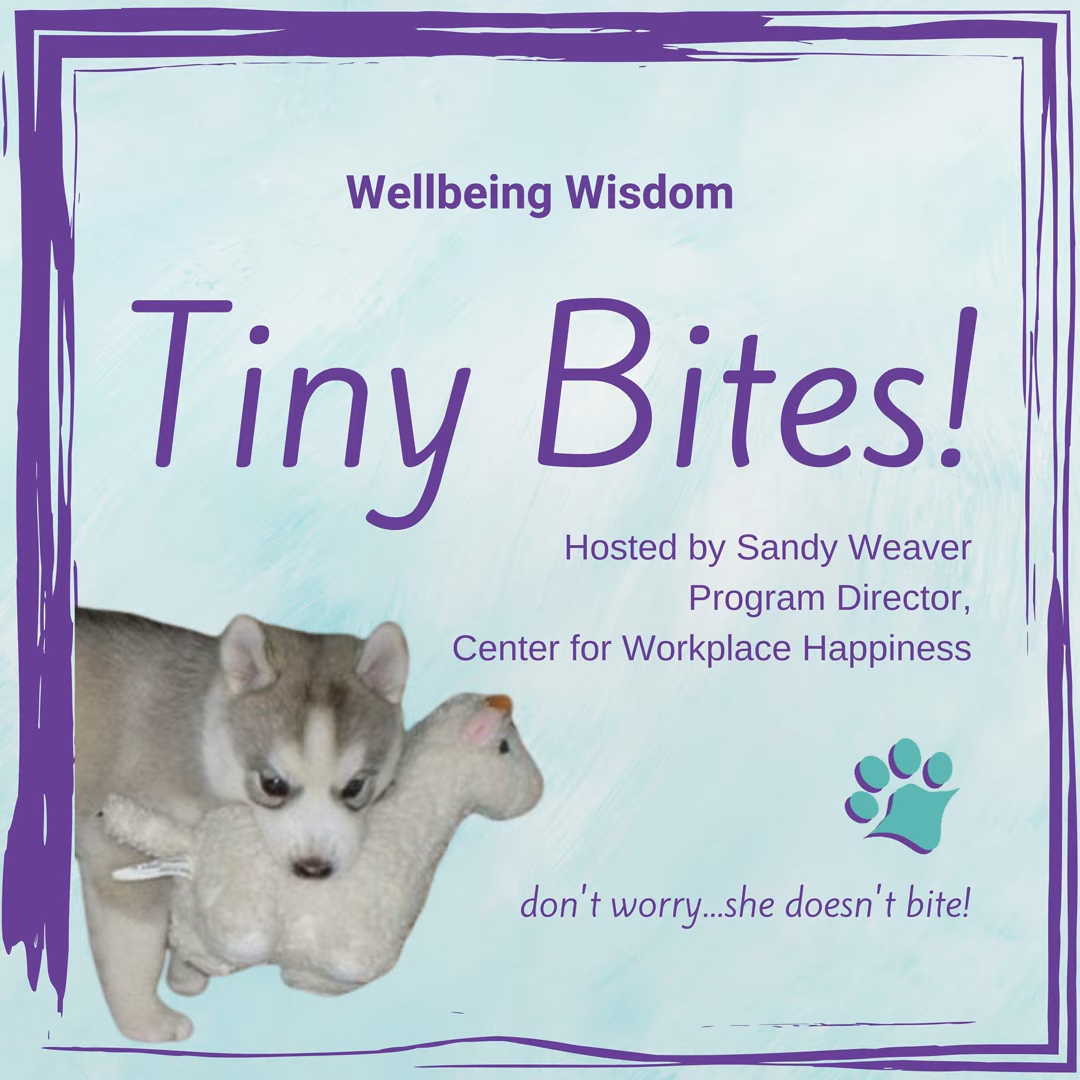 Wellbeing Wisdom
Tiny Bites!
Hosted by Sandy Weaver
Program Director,
Center for Workplace Happiness
don't worry...she doesn't bite!